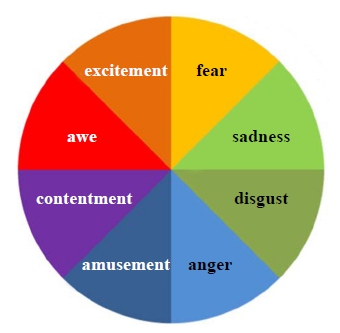 excitement
fear
awe
sadness
contentment
disgust
amusement
anger